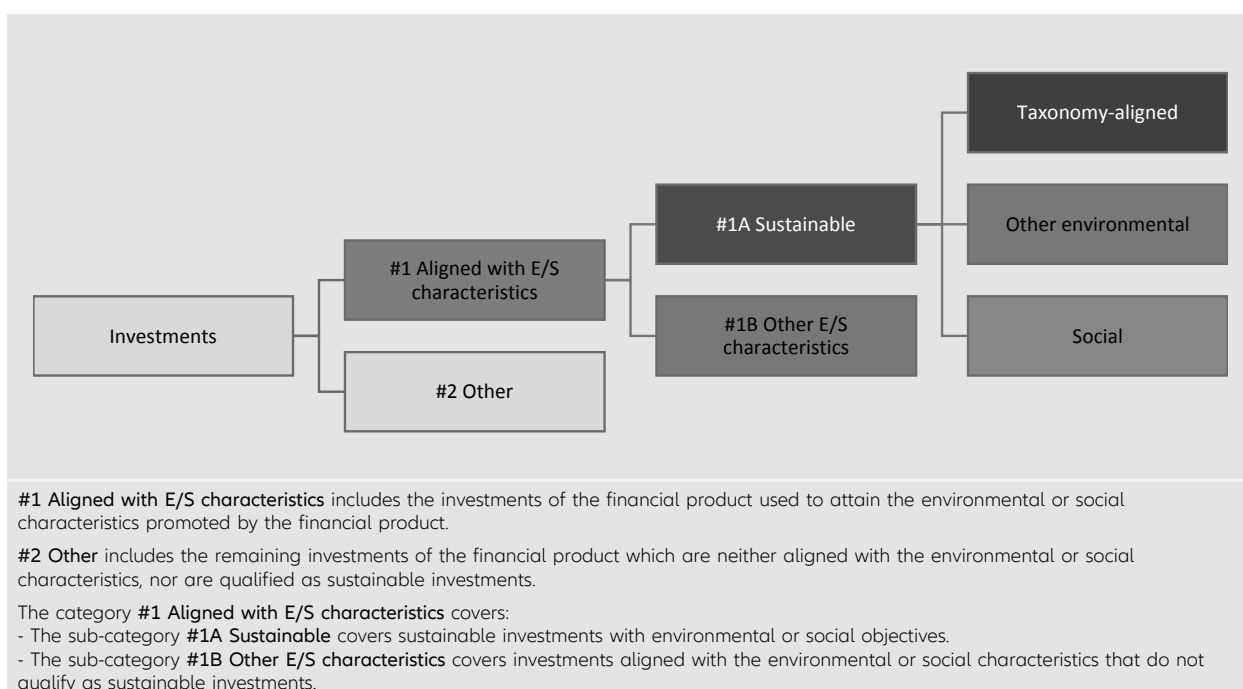 Taxonomy-aligned
#1A Sustainable
Other environmental
#1 Aligned with E/S
characteristics
Investments
#1B Other E/S
characteristics
Social
#2 Other
#1 Aligned with E/S characteristics includes the investments of the financial product used to attain the environmental or social
characteristics promoted by the financial product.
#2 Other includes the remaining investments of the financial product which are neither aligned with the environmental or social
characteristics, nor are qualified as sustainable investments.
The category #1 Aligned with E/S characteristics covers:
- The sub-category #1A Sustainable covers sustainable investments with environmental or social objectives.
- The sub-category #1B Other E/S characteristics covers investments aligned with the environmental or social characteristics that do not
qualify as sustainable investments.